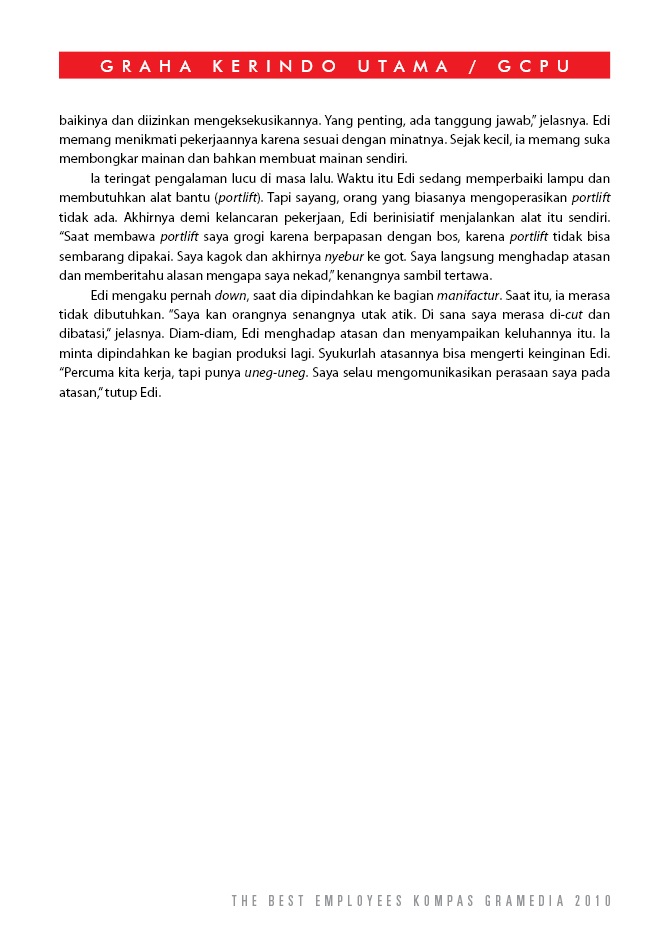 GRAHA KERINDO UTAMA / GCPU
baikinya dan diizinkan mengeksekusikannya. Yang penting, ada tanggung jawab,” jelasnya. Edi
memang menikmati pekerjaannya karena sesuai dengan minatnya. Sejak kecil, ia memang suka
membongkar mainan dan bahkan membuat mainan sendiri.
Ia teringat pengalaman lucu di masa lalu. Waktu itu Edi sedang memperbaiki lampu dan
membutuhkan alat bantu (portlift). Tapi sayang, orang yang biasanya mengoperasikan portlift
tidak ada. Akhirnya demi kelancaran pekerjaan, Edi berinisiatif menjalankan alat itu sendiri.
“Saat membawa portlift saya grogi karena berpapasan dengan bos, karena portlift tidak bisa
sembarang dipakai. Saya kagok dan akhirnya nyebur ke got. Saya langsung menghadap atasan
dan memberitahu alasan mengapa saya nekad,” kenangnya sambil tertawa.
Edi mengaku pernah down, saat dia dipindahkan ke bagian manifactur. Saat itu, ia merasa
tidak dibutuhkan. “Saya kan orangnya senangnya utak atik. Di sana saya merasa di-cut dan
dibatasi,” jelasnya. Diam-diam, Edi menghadap atasan dan menyampaikan keluhannya itu. Ia
minta dipindahkan ke bagian produksi lagi. Syukurlah atasannya bisa mengerti keinginan Edi.
“Percuma kita kerja, tapi punya uneg-uneg. Saya selau mengomunikasikan perasaan saya pada
atasan,” tutup Edi.
THE BEST EMPLOYEES KOMPAS GRAMEDIA 2010